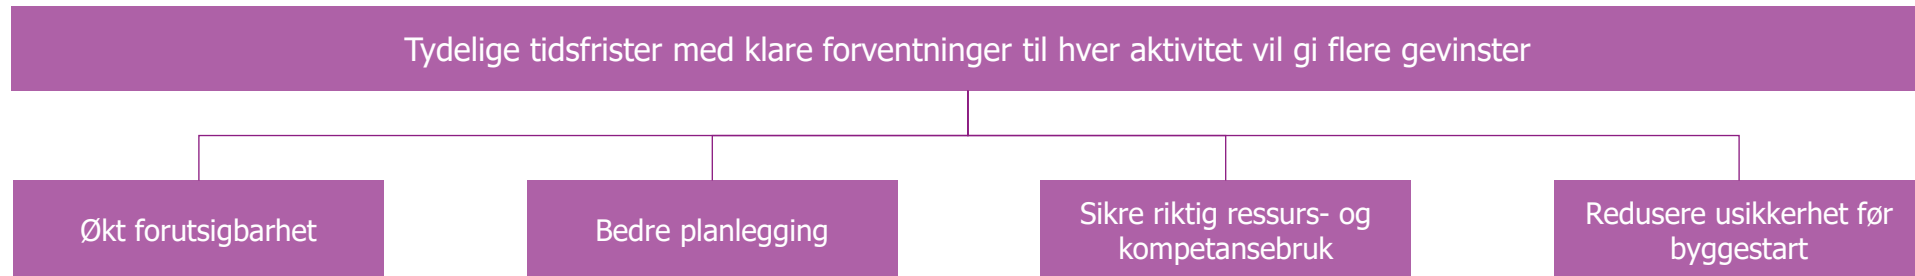 Tydelige tidsfrister med klare forventninger til hver aktivitet vil gi flere gevinster
Økt forutsigbarhet
Bedre planlegging
Sikre riktig ressurs- og
kompetansebruk
Redusere usikkerhet før
byggestart